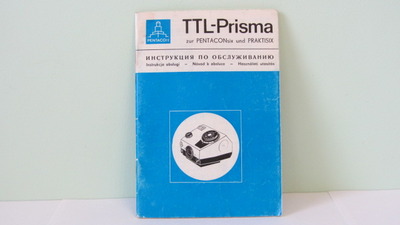 PENTACON
TTL-Prisma
zur PENTACONsix und PRAKTISIX
ИНСТРУКЦИЯ ПО ОБСЛУЖИВАНИЮ
Instrukcja obsługi – Návod k obsluze – Használati utasítás